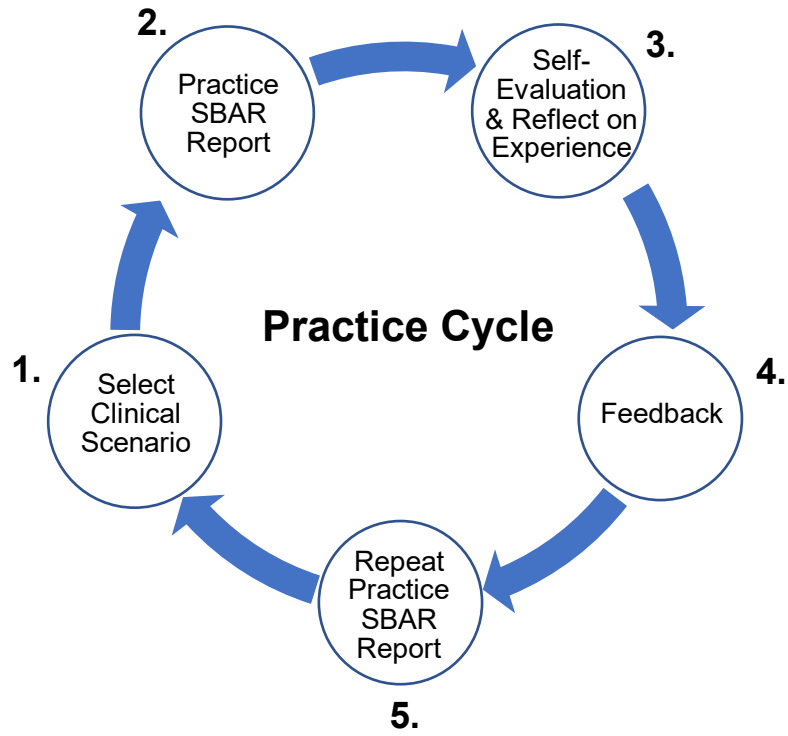 Practice Cycle
1.
Select
Clinical
Scenario
2.
Practice
SBAR
Report
3.
Self-
Evaluation
& Reflect on
Experience
4.
Feedback
5.
Repeat
Practice
SBAR
Report